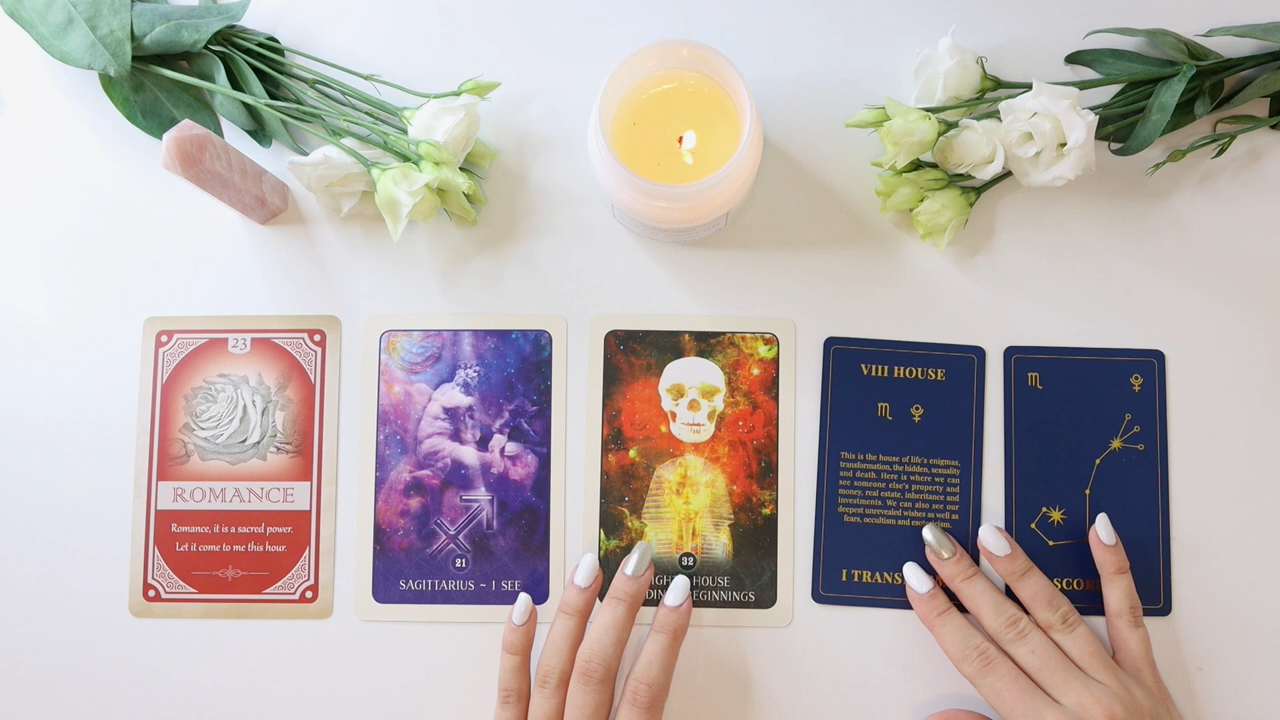 23
ROMANCE
Romance, it is a sacred power.
Let it come to me this hour.
21
SAGITTARIUS ~ I SEE
32
HOUSE
VIII HOUSE
♏ ⚘
This is the house of life's enigmas,
transformation, the hidden, sexuality
and death. Here is where we can
see someone else's property and
money, real estate, inheritance and
investments. We can also see our
deepest unrevealed wishes as well as
fears, occultism and esotericism.
I